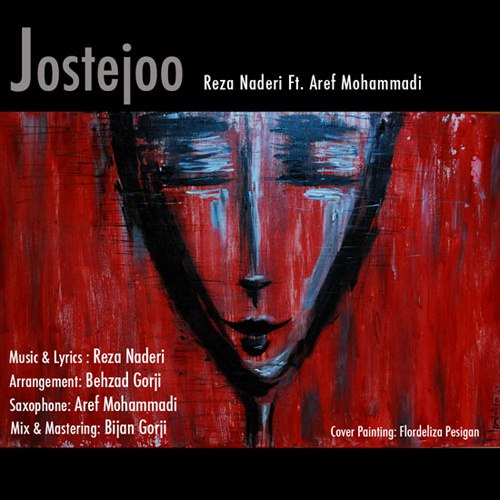 Jostejoo
Reza Naderi Ft. Aref Mohammadi
Music & Lyrics : Reza Naderi
Arrangement: Behzad Gorji
Saxophone: Aref Mohammadi
Mix & Mastering: Bijan Gorji
Cover Painting: Flordeliza Pesigan